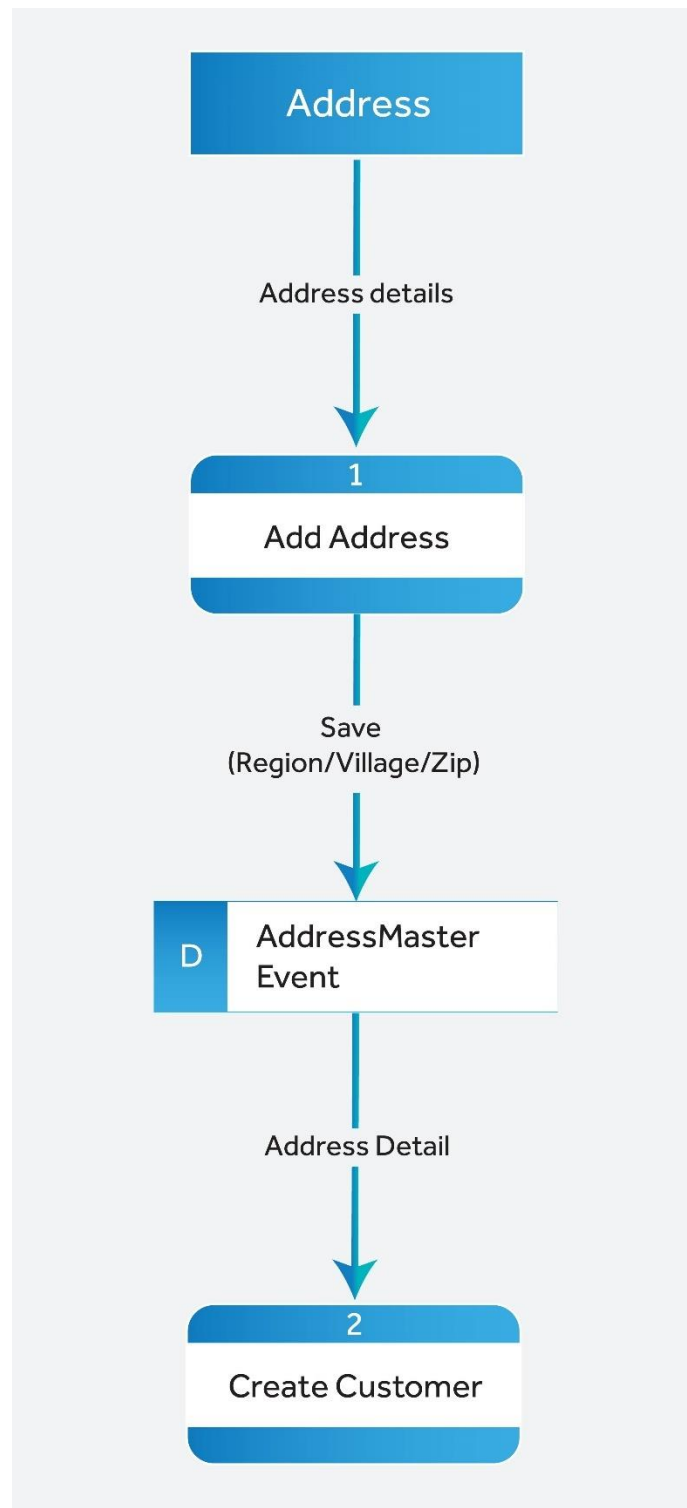 Address
Address details
1
Add Address
Save
(Region/Village/Zip)
D
AddressMaster
Event
Address Detail
2
Create Customer